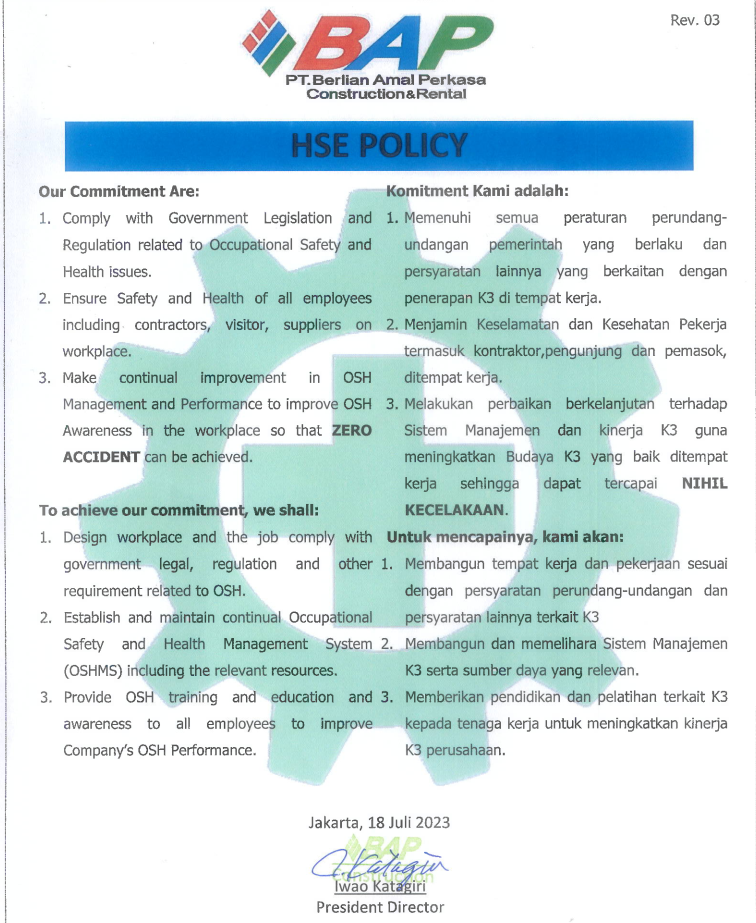 Rev. 03
BAP
PT.Berlian Amal Perkasa
Construction&Rental
HSE POLICY
Our Commitment Are:
1. Comply with Government Legislation and
Regulation related to Occupational Safety and
Health issues.
2. Ensure Safety and Health of all employees
including contractors, visitor, suppliers on
workplace.
3. Make continual improvement in OSH
Management and Performance to improve OSH
Awareness in the workplace so that ZERO
ACCIDENT can be achieved.
To achieve our commitment, we shall:
1. Design workplace and the job comply with
government legal, regulation and other
requirement related to OSH.
2. Establish and maintain continual Occupational
Safety and Health Management System
(OSHMS) including the relevant resources.
3. Provide OSH training and education and
awareness to all employees to improve
Company's OSH Performance.
Komitment Kami adalah:
1. Memenuhi semua peraturan perundang-
undangan pemerintah yang berlaku dan
persyaratan lainnya yang berkaitan dengan
penerapan K3 di tempat kerja.
2. Menjamin Keselamatan dan Kesehatan Pekerja
termasuk kontraktor,pengunjung dan pemasok,
ditempat kerja.
3. Melakukan perbaikan berkelanjutan terhadap
Sistem Manajemen dan kinerja K3 guna
meningkatkan Budaya K3 yang baik ditempat
kerja sehingga dapat tercapai NIHIL
KECELAKAAN.
Untuk mencapainya, kami akan:
1. Membangun tempat kerja dan pekerjaan sesuai
dengan persyaratan perundang-undangan dan
persyaratan lainnya terkait K3
2. Membangun dan memelihara Sistem Manajemen
K3 serta sumber daya yang relevan.
3. Memberikan pendidikan dan pelatihan terkait K3
kepada tenaga kerja untuk meningkatkan kinerja
K3 perusahaan.
Jakarta, 18 Juli 2023
BAP
Construction
Iwao Katagiri
President Director